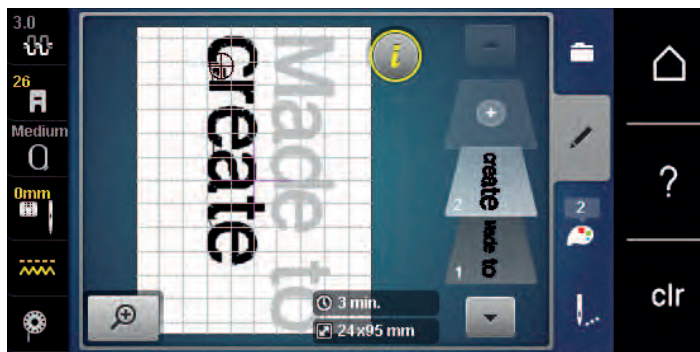 3.0
26
Medium
0mm
create
Made to
i
create
2
Made to
1
3 min.
24x95 mm
2
?
clr